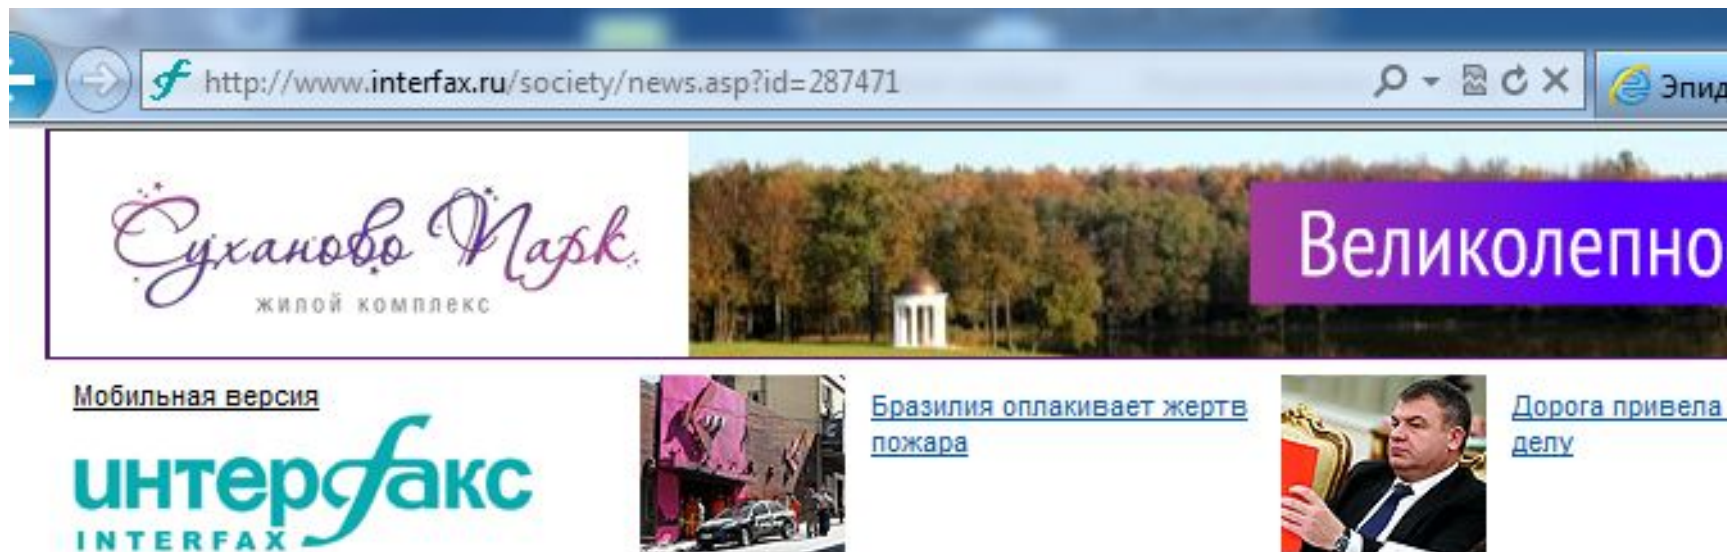 http://www.interfax.ru/society/news.asp?id=287471
Эпид
Суханово Парк
жилой комплекс
Великолепно
Мобильная версия
интерфакс
INTERFAX
Бразилия оплакивает жертв
пожара
Дорога привела
делу